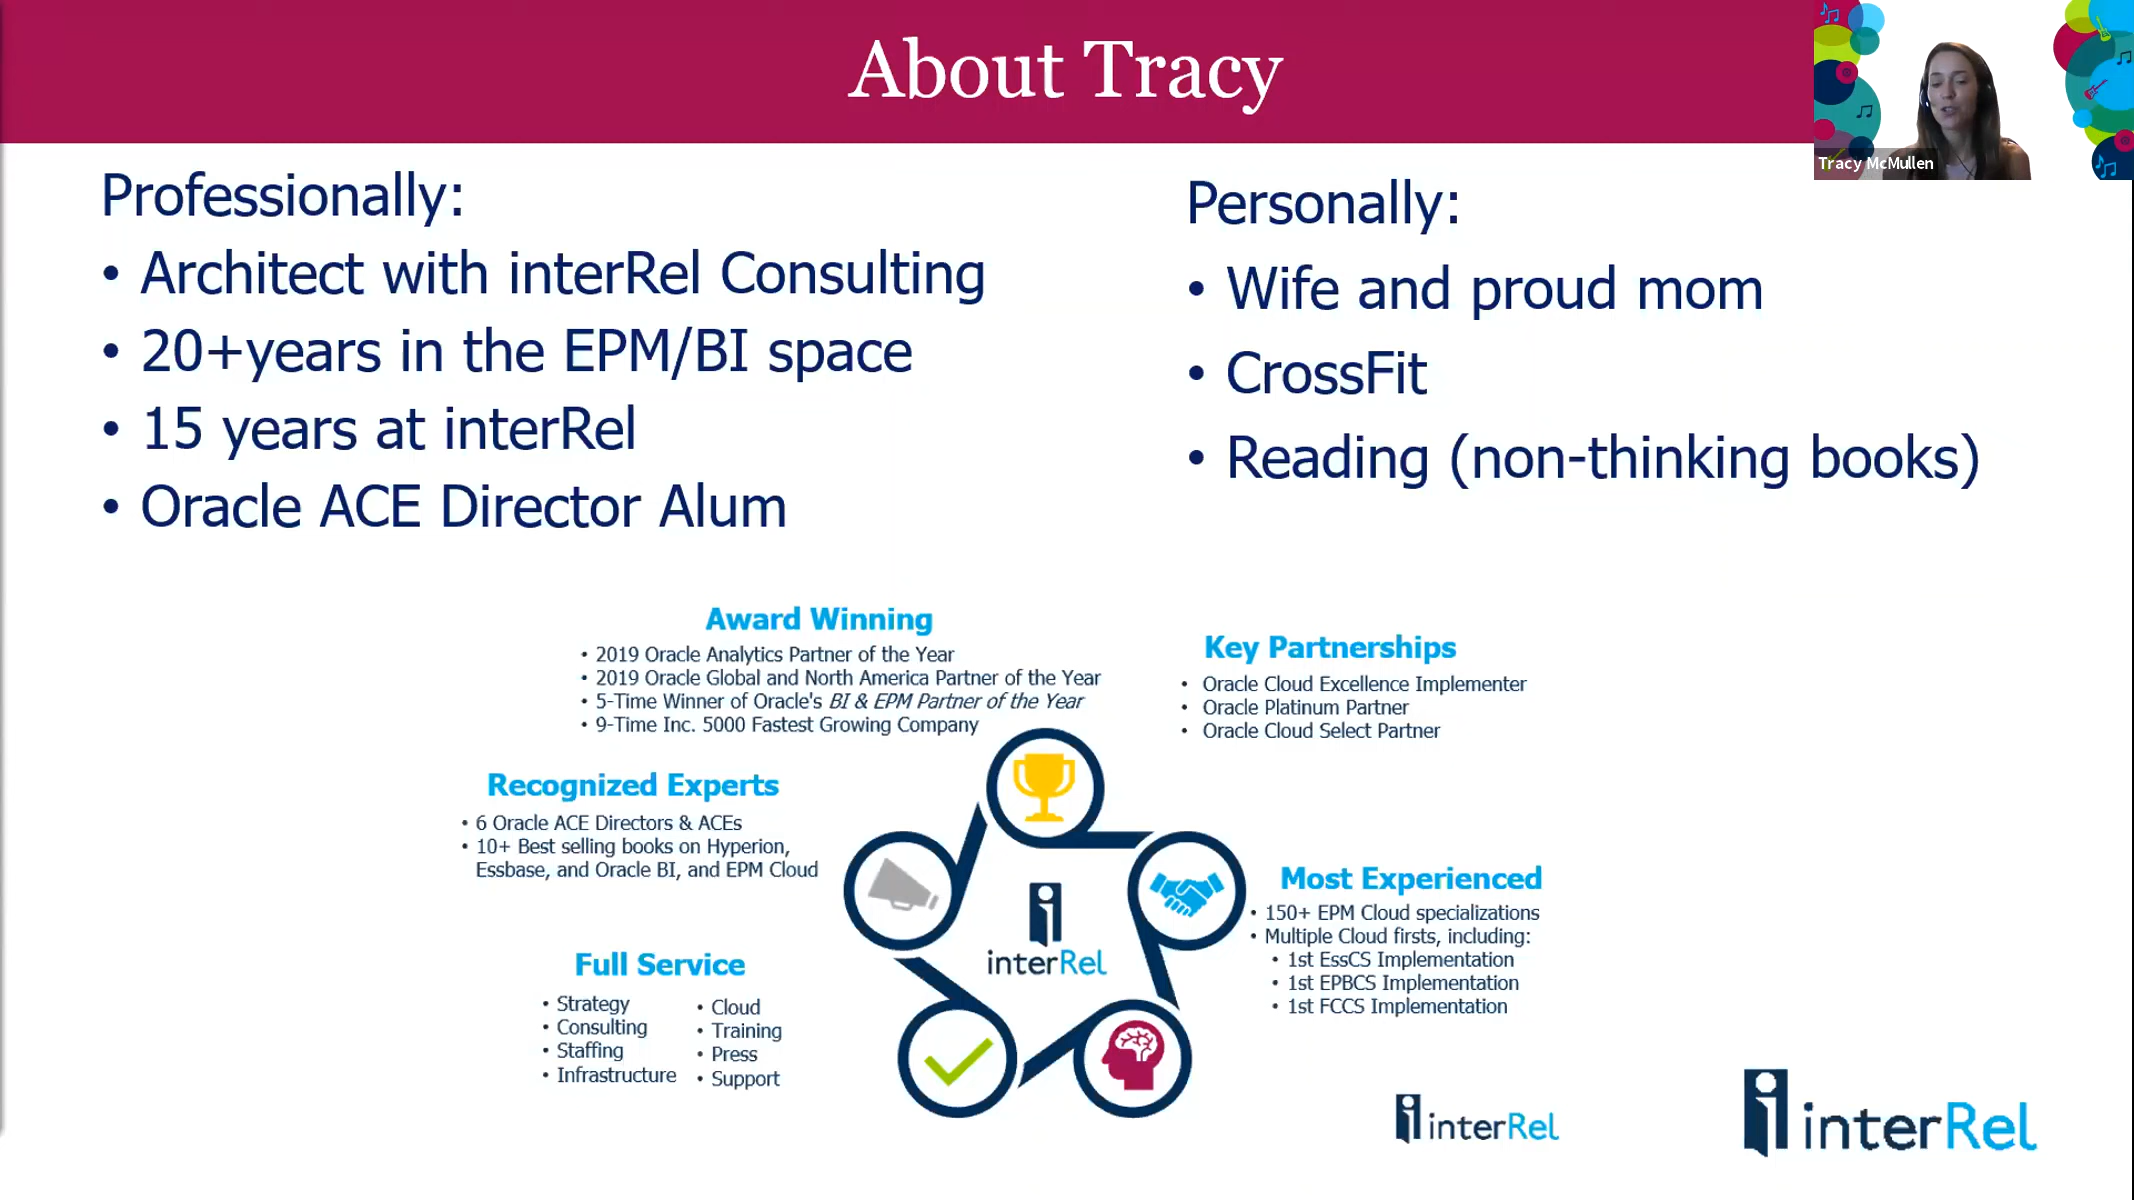 About Tracy
Tracy McMullen
Professionally:
• Architect with interRel Consulting
• 20+years in the EPM/BI space
• 15 years at interRel
• Oracle ACE Director Alum
Personally:
• Wife and proud mom
• CrossFit
• Reading (non-thinking books)
Award Winning
• 2019 Oracle Analytics Partner of the Year
• 2019 Oracle Global and North America Partner of the Year
• 5-Time Winner of Oracle's BI & EPM Partner of the Year
• 9-Time Inc. 5000 Fastest Growing Company
Key Partnerships
• Oracle Cloud Excellence Implementer
• Oracle Platinum Partner
• Oracle Cloud Select Partner
Recognized Experts
• 6 Oracle ACE Directors & ACEs
• 10+ Best selling books on Hyperion,
Essbase, and Oracle BI, and EPM Cloud
Most Experienced
• 150+ EPM Cloud specializations
• Multiple Cloud firsts, including:
• 1st EssCS Implementation
• 1st EPBCS Implementation
• 1st FCCS Implementation
Full Service
• Strategy
• Consulting
• Staffing
• Infrastructure
• Cloud
• Training
• Press
• Support
interRel
interRel
interRel